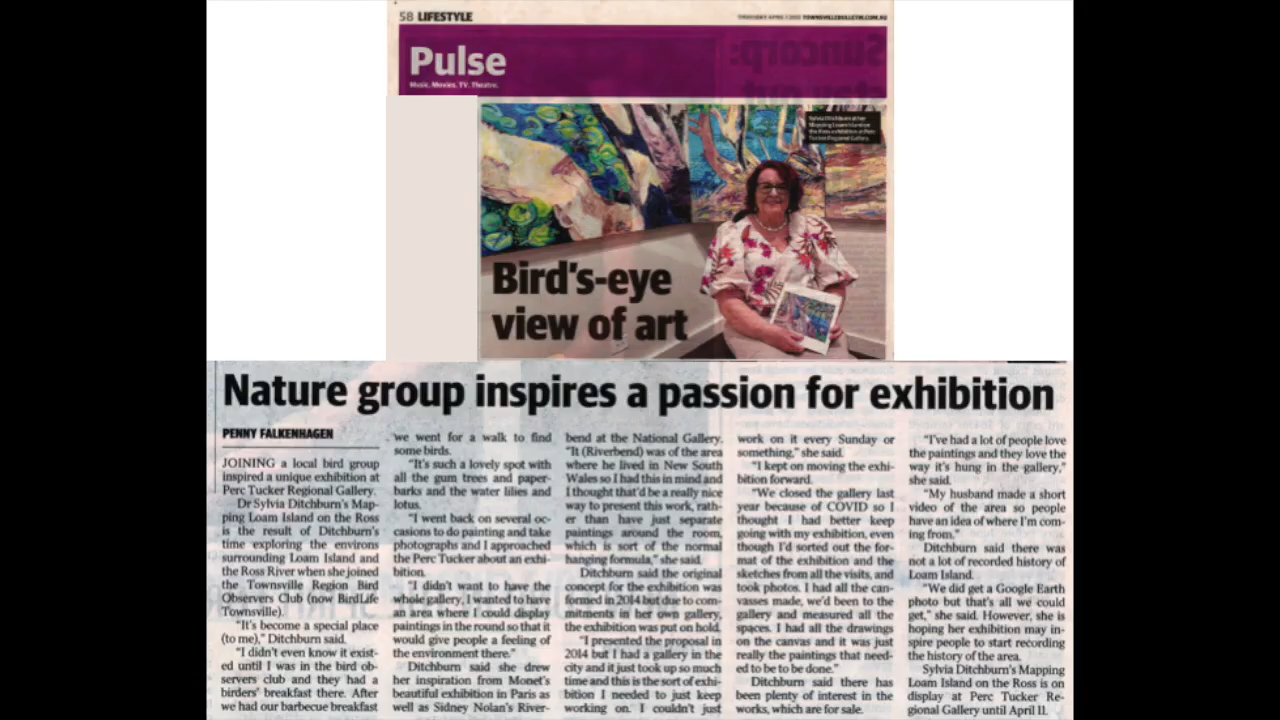 58 LIFESTYLE
THURSDAY APRIL 1 2021 TOWNSVILLEBULLETIN.COM.AU
Pulse
Music. Movies. TV. Theatre.
Sylvia Ditchburn at her
Mapping Loam Island on
the Ross exhibition at Perc
Tucker Regional Gallery.
Bird's-eye
view of art
Nature group inspires a passion for exhibition
PENNY FALKENHAGEN
JOINING a local bird group
inspired a unique exhibition at
Perc Tucker Regional Gallery.
Dr Sylvia Ditchburn's Map-
ping Loam Island on the Ross
is the result of Ditchburn's
time exploring the environs
surrounding Loam Island and
the Ross River when she joined
the Townsville Region Bird
Observers Club (now BirdLife
Townsville).
"It's become a special place
(to me)," Ditchburn said.
"I didn't even know it exist-
ed until I was in the bird ob-
servers club and they had a
birders' breakfast there. After
we had our barbecue breakfast
we went for a walk to find
some birds.
"It's such a lovely spot with
all the gum trees and paper-
barks and the water lilies and
lotus.
"I went back on several oc-
casions to do painting and take
photographs and I approached
the Perc Tucker about an exhi-
bition.
"I didn't want to have the
whole gallery, I wanted to have
an area where I could display
paintings in the round so that it
would give people a feeling of
the environment there."
Ditchburn said she drew
her inspiration from Monet's
beautiful exhibition in Paris as
well as Sidney Nolan's River-
bend at the National Gallery.
"It (Riverbend) was of the area
where he lived in New South
Wales so I had this in mind and
I thought that'd be a really nice
way to present this work, rath-
er than have just separate
paintings around the room,
which is sort of the normal
hanging formula," she said.
Ditchburn said the original
concept for the exhibition was
formed in 2014 but due to com-
mitments in her own gallery,
the exhibition was put on hold.
"I presented the proposal in
2014 but I had a gallery in the
city and it just took up so much
time and this is the sort of exhi-
bition I needed to just keep
working on. I couldn't just
work on it every Sunday or
something," she said.
"I kept on moving the exhi-
bition forward.
"We closed the gallery last
year because of COVID so I
thought I had better keep
going with my exhibition, even
though I'd sorted out the for-
mat of the exhibition and the
sketches from all the visits, and
took photos. I had all the can-
vasses made, we'd been to the
gallery and measured all the
spaces. I had all the drawings
on the canvas and it was just
really the paintings that need-
ed to be to be done."
Ditchburn said there has
been plenty of interest in the
works, which are for sale.
"I've had a lot of people love
the paintings and they love the
way it's hung in the gallery,"
she said.
"My husband made a short
video of the area so people
have an idea of where I'm com-
ing from."
Ditchburn said there was
not a lot of recorded history of
Loam Island.
"We did get a Google Earth
photo but that's all we could
get," she said. However, she is
hoping her exhibition may in-
spire people to start recording
the history of the area.
Sylvia Ditchburn's Mapping
Loam Island on the Ross is on
display at Perc Tucker Re-
gional Gallery until April 11.